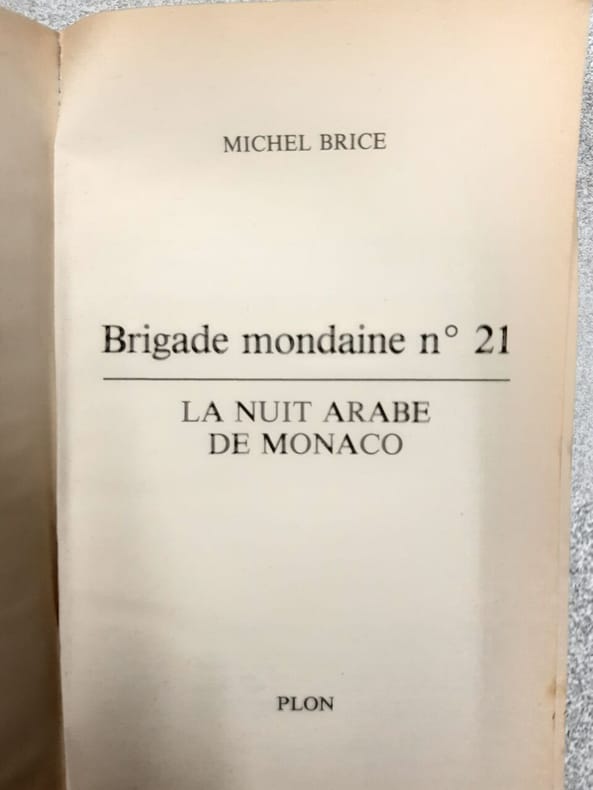 MICHEL BRICE
Brigade mondaine n° 21
LA NUIT ARABE
DE MONACO
PLON